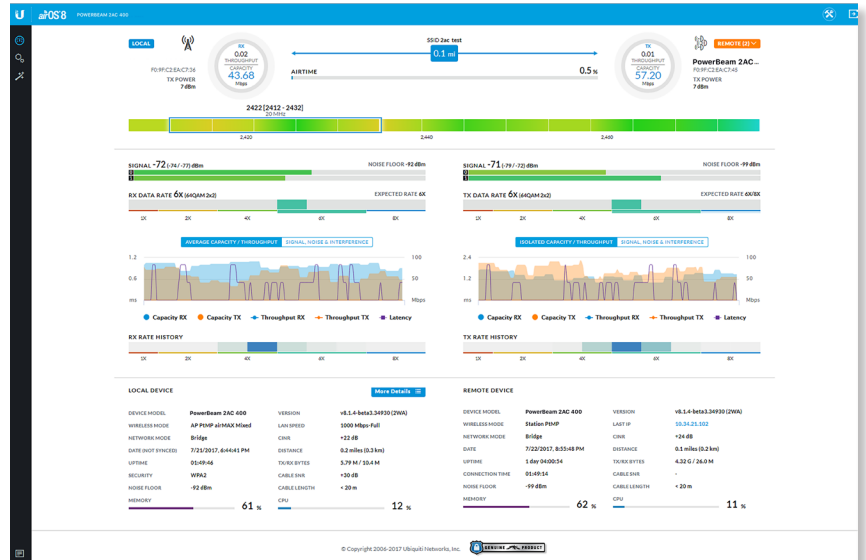 U airOS'8 POWERBEAM 2AC 400
LOCAL
F0:9F:C2:EA:C7:36
TX POWER
7 dBm
RX
0.02
THROUGHPUT
CAPACITY
43.68
Mbps
SSID 2ac test
0.1 mi
AIRTIME 0.5 %
TX
0.01
THROUGHPUT
CAPACITY
57.20
Mbps
REMOTE (2)
PowerBeam 2AC...
F0:9F:C2:EA:C7:45
TX POWER
7 dBm
2422 [2412 - 2432]
20 MHz
2,420 2,440 2,460
SIGNAL -72 (-74 / -77) dBm NOISE FLOOR -92 dBm
0
1
RX DATA RATE 6X (64QAM 2x2) EXPECTED RATE 6X
1X 2X 4X 6X 8X
AVERAGE CAPACITY / THROUGHPUT SIGNAL, NOISE & INTERFERENCE
1.2 100
0.6 50
ms Mbps
Capacity RX Capacity TX Throughput RX Throughput TX Latency
RX RATE HISTORY
1X 2X 4X 6X 8X
SIGNAL -71 (-79 / -72) dBm NOISE FLOOR -99 dBm
0
1
TX DATA RATE 6X (64QAM 2x2) EXPECTED RATE 6X/8X
1X 2X 4X 6X 8X
ISOLATED CAPACITY / THROUGHPUT SIGNAL, NOISE & INTERFERENCE
2.4 100
1.2 50
ms Mbps
Capacity RX Capacity TX Throughput RX Throughput TX Latency
TX RATE HISTORY
1X 2X 4X 6X 8X
LOCAL DEVICE More Details
DEVICE MODEL PowerBeam 2AC 400 VERSION v8.1.4-beta3.34930 (2WA)
WIRELESS MODE AP PtMP airMAX Mixed LAN SPEED 1000 Mbps-Full
NETWORK MODE Bridge CINR +22 dB
DATE (NOT SYNCED) 7/21/2017, 6:44:41 PM DISTANCE 0.2 miles (0.3 km)
UPTIME 01:49:46 TX/RX BYTES 5.79 M / 10.4 M
SECURITY WPA2 CABLE SNR +30 dB
NOISE FLOOR -92 dBm CABLE LENGTH < 20 m
MEMORY 61 % CPU 12 %
REMOTE DEVICE
DEVICE MODEL PowerBeam 2AC 400 VERSION v8.1.4-beta3.34930 (2WA)
WIRELESS MODE Station PtMP LAST IP 10.34.21.102
NETWORK MODE Bridge CINR +24 dB
DATE 7/22/2017, 8:35:48 PM DISTANCE 0.1 miles (0.2 km)
UPTIME 1 day 04:00:54 TX/RX BYTES 4.32 G / 26.0 M
CONNECTION TIME 01:49:14 CABLE SNR -
NOISE FLOOR -99 dBm CABLE LENGTH < 20 m
MEMORY 62 % CPU 11 %
© Copyright 2006-2017 Ubiquiti Networks, Inc. GENUINE PRODUCT